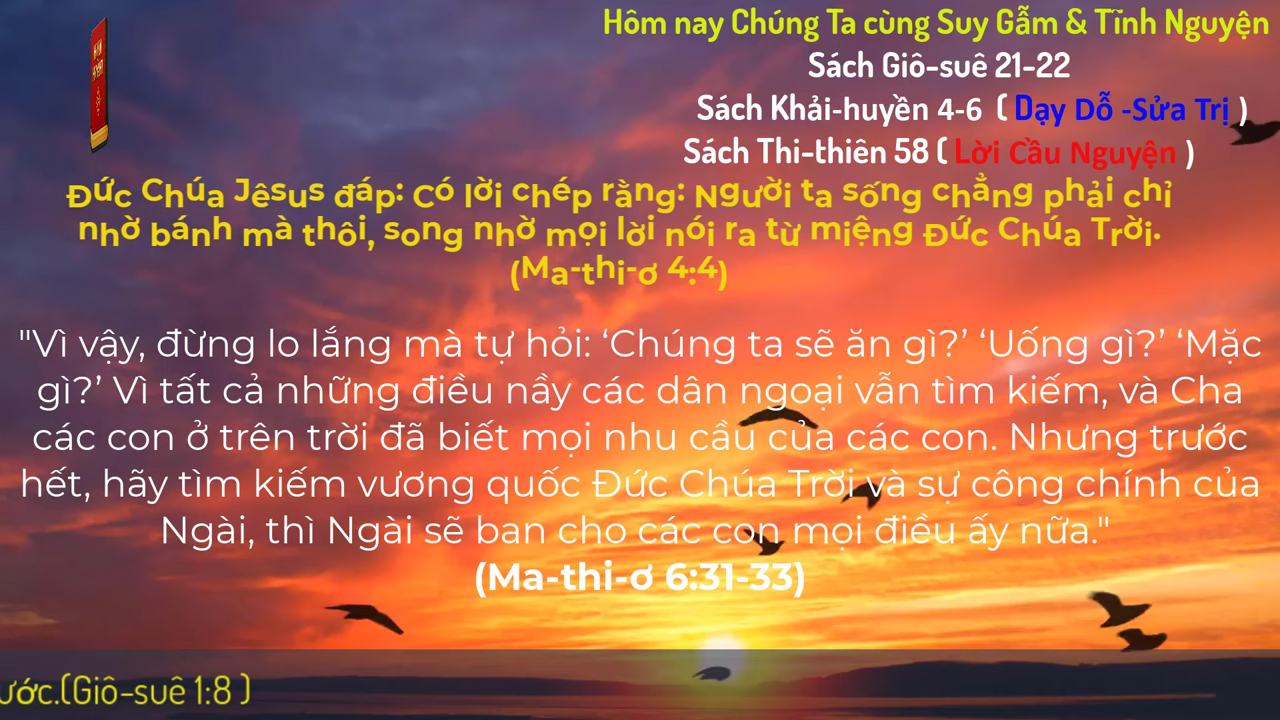 Hôm nay Chúng Ta cùng Suy Gẫm & Tĩnh Nguyện
Sách Giô-suê 21-22
Sách Khải-huyền 4-6 ( Dạy Dỗ -Sửa Trị )
Sách Thi-thiên 58 ( Lời Cầu Nguyện )
Đức Chúa Jêsus đáp: Có lời chép rằng: Người ta sống chẳng phải chỉ
nhờ bánh mà thôi, song nhờ mọi lời nói ra từ miệng Đức Chúa Trời.
(Ma-thi-ơ 4:4)
"Vì vậy, đừng lo lắng mà tự hỏi: ‘Chúng ta sẽ ăn gì?’ ‘Uống gì?’ ‘Mặc
gì?’ Vì tất cả những điều nầy các dân ngoại vẫn tìm kiếm, và Cha
các con ở trên trời đã biết mọi nhu cầu của các con. Nhưng trước
hết, hãy tìm kiếm vương quốc Đức Chúa Trời và sự công chính của
Ngài, thì Ngài sẽ ban cho các con mọi điều ấy nữa."
(Ma-thi-ơ 6:31-33)
ước.(Giô-suê 1:8 )